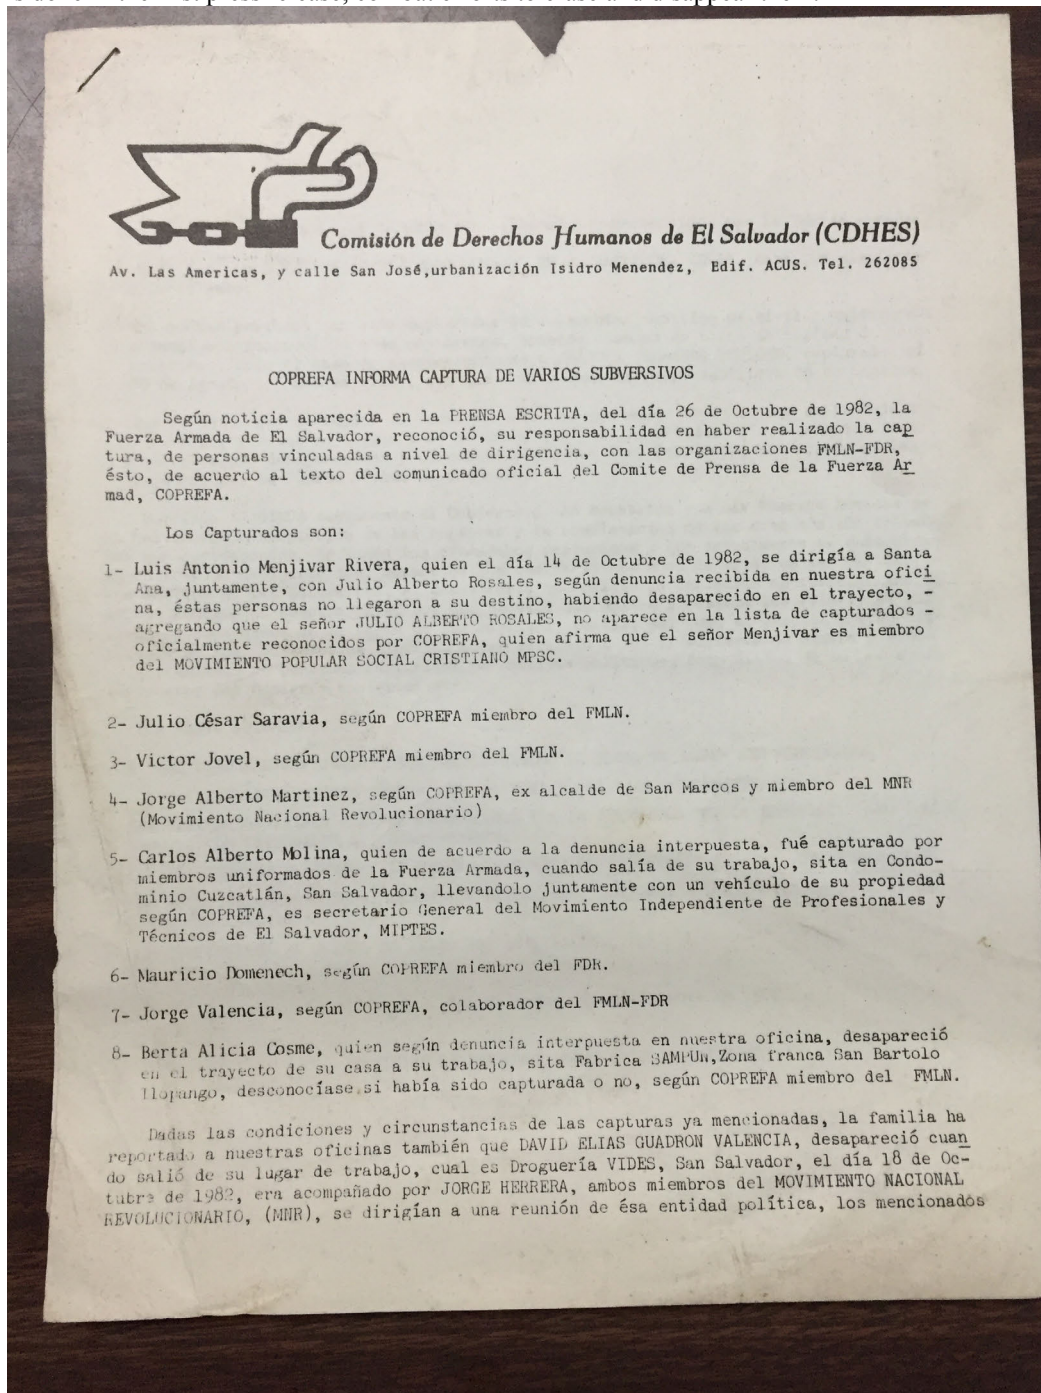 Comisión de Derechos Humanos de El Salvador (CDHES)
Av. Las Americas, y calle San José,urbanización Isidro Menendez, Edif. ACUS. Tel. 262085
COPREFA INFORMA CAPTURA DE VARIOS SUBVERSIVOS
Según noticia aparecida en la PRENSA ESCRITA, del día 26 de Octubre de 1982, la
Fuerza Armada de El Salvador, reconoció, su responsabilidad en haber realizado la cap
tura, de personas vinculadas a nivel de dirigencia, con las organizaciones FMLN-FDR,
ésto, de acuerdo al texto del comunicado oficial del Comite de Prensa de la Fuerza Ar
mad, COPREFA.
Los Capturados son:
1- Luis Antonio Menjivar Rivera, quien el día 14 de Octubre de 1982, se dirigía a Santa
Ana, juntamente, con Julio Alberto Rosales, según denuncia recibida en nuestra ofici
na, éstas personas no llegaron a su destino, habiendo desaparecido en el trayecto, -
agregando que el señor JULIO ALBERTO ROSALES, no aparece en la lista de capturados -
oficialmente reconocidos por COPREFA, quien afirma que el señor Menjivar es miembro
del MOVIMIENTO POPULAR SOCIAL CRISTIANO MPSC.
2- Julio César Saravia, según COPREFA miembro del FMLN.
3- Victor Jovel, según COPREFA miembro del FMLN.
4- Jorge Alberto Martinez, según COPREFA, ex alcalde de San Marcos y miembro del MNR
(Movimiento Nacional Revolucionario)
5- Carlos Alberto Molina, quien de acuerdo a la denuncia interpuesta, fué capturado por
miembros uniformados de la Fuerza Armada, cuando salía de su trabajo, sita en Condo-
minio Cuzcatlán, San Salvador, llevandolo juntamente con un vehículo de su propiedad
según COPREFA, es secretario General del Movimiento Independiente de Profesionales y
Técnicos de El Salvador, MIPTES.
6- Mauricio Domenech, según COPREFA miembro del FDR.
7- Jorge Valencia, según COPREFA, colaborador del FMLN-FDR
8- Berta Alicia Cosme, quien según denuncia interpuesta en nuestra oficina, desapareció
en el trayecto de su casa a su trabajo, sita Fabrica SAMPUN,Zona franca San Bartolo
Ilopango, desconocíase si había sido capturada o no, según COPREFA miembro del FMLN.
Dadas las condiciones y circunstancias de las capturas ya mencionadas, la familia ha
reportado a nuestras oficinas también que DAVID ELIAS GUADRON VALENCIA, desapareció cuan
do salió de su lugar de trabajo, cual es Droguería VIDES, San Salvador, el día 18 de Oc-
tubre de 1982, era acompañado por JORGE HERRERA, ambos miembros del MOVIMIENTO NACIONAL
REVOLUCIONARIO, (MNR), se dirigían a una reunión de ésa entidad política, los mencionados